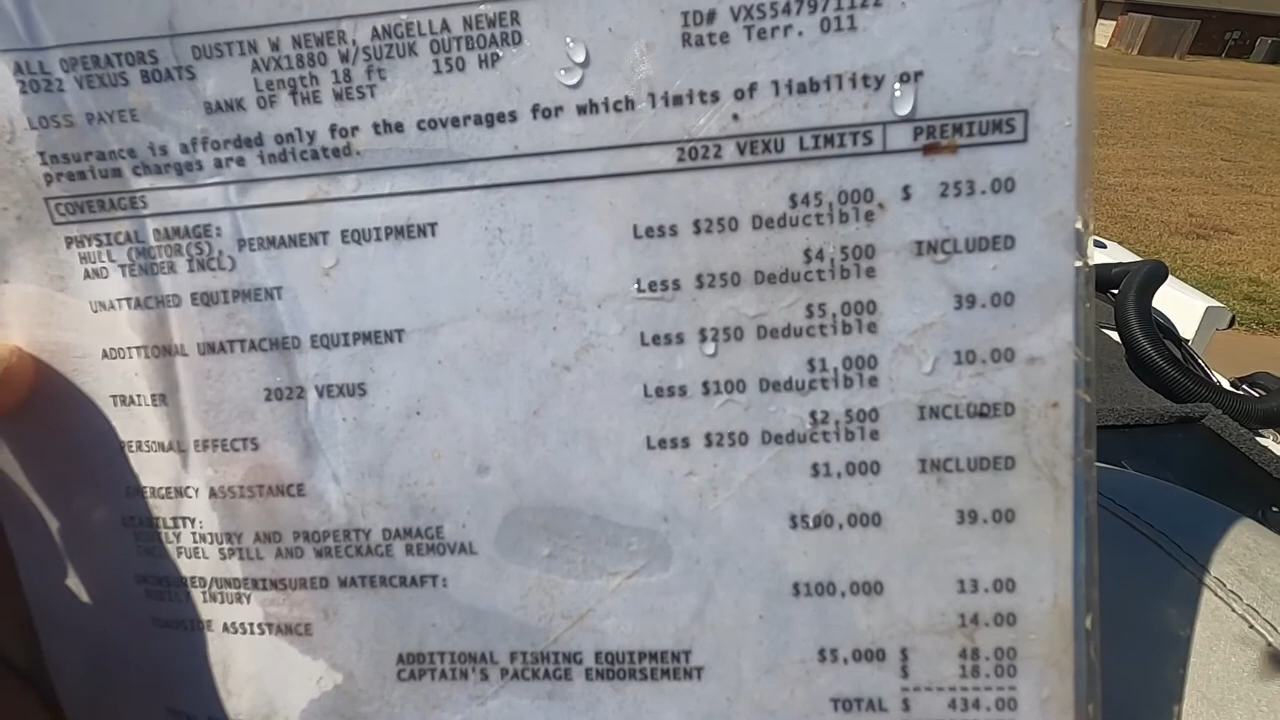 ALL OPERATORS DUSTIN W NEWER, ANGELLA NEWER ID# VXS547971122
2022 VEXUS BOATS AVX1880 W/SUZUK OUTBOARD Rate Terr. 011
Length 18 ft 150 HP
LOSS PAYEE BANK OF THE WEST
Insurance is afforded only for the coverages for which limits of liability or
premium charges are indicated.
2022 VEXU LIMITS PREMIUMS
COVERAGES
PHYSICAL DAMAGE: $45,000 $ 253.00
HULL (MOTOR(S), PERMANENT EQUIPMENT Less $250 Deductible
AND TENDER INCL)
UNATTACHED EQUIPMENT $4,500 INCLUDED
Less $250 Deductible
ADDITIONAL UNATTACHED EQUIPMENT $5,000 39.00
Less $250 Deductible
TRAILER 2022 VEXUS $1,000 10.00
Less $100 Deductible
PERSONAL EFFECTS $2,500 INCLUDED
Less $250 Deductible
EMERGENCY ASSISTANCE $1,000 INCLUDED
LIABILITY: $500,000 39.00
BODILY INJURY AND PROPERTY DAMAGE
INC. FUEL SPILL AND WRECKAGE REMOVAL
UNINSURED/UNDERINSURED WATERCRAFT: $100,000 13.00
BODILY INJURY
ROADSIDE ASSISTANCE 14.00
ADDITIONAL FISHING EQUIPMENT $5,000 $ 48.00
CAPTAIN'S PACKAGE ENDORSEMENT $ 18.00
TOTAL $ 434.00